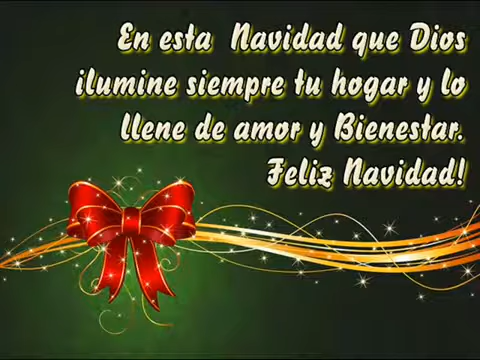 En esta Navidad que Dios
ilumine siempre tu hogar y lo
llene de amor y Bienestar.
Feliz Navidad!